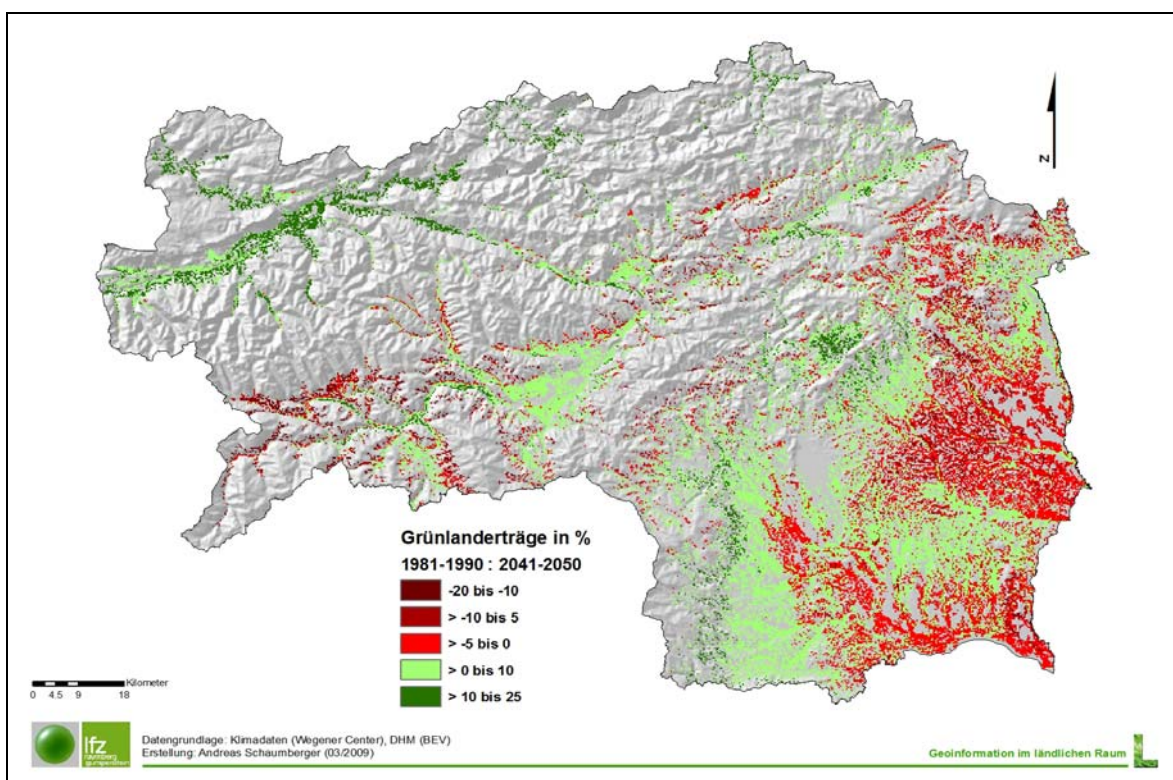 N
Grünlanderträge in %
1981-1990 : 2041-2050
-20 bis -10
> -10 bis 5
> -5 bis 0
> 0 bis 10
> 10 bis 25
Kilometer
0 4.5 9 18
lfz
raumberg
gumpenstein
Datengrundlage: Klimadaten (Wegener Center), DHM (BEV)
Erstellung: Andreas Schaumberger (03/2009)
Geoinformation im ländlichen Raum
L